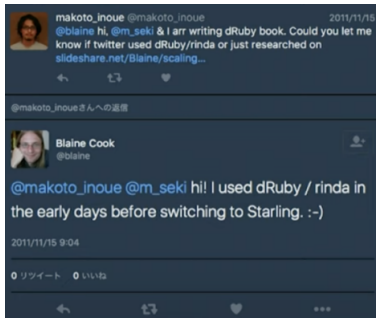 makoto_inoue @makoto_inoue 2011/11/15
@blaine hi, @m_seki & I arr writing dRuby book. Could you let
me know if twitter used dRuby/rinda or just researched on
slideshare.net/Blaine/scaling...
@makoto_inoueさんへの返信
Blaine Cook
@blaine
@makoto_inoue @m_seki hi! I used dRuby / rinda in
the early days before switching to Starling. :-)
2011/11/15 9:04
0 リツイート 0 いいね